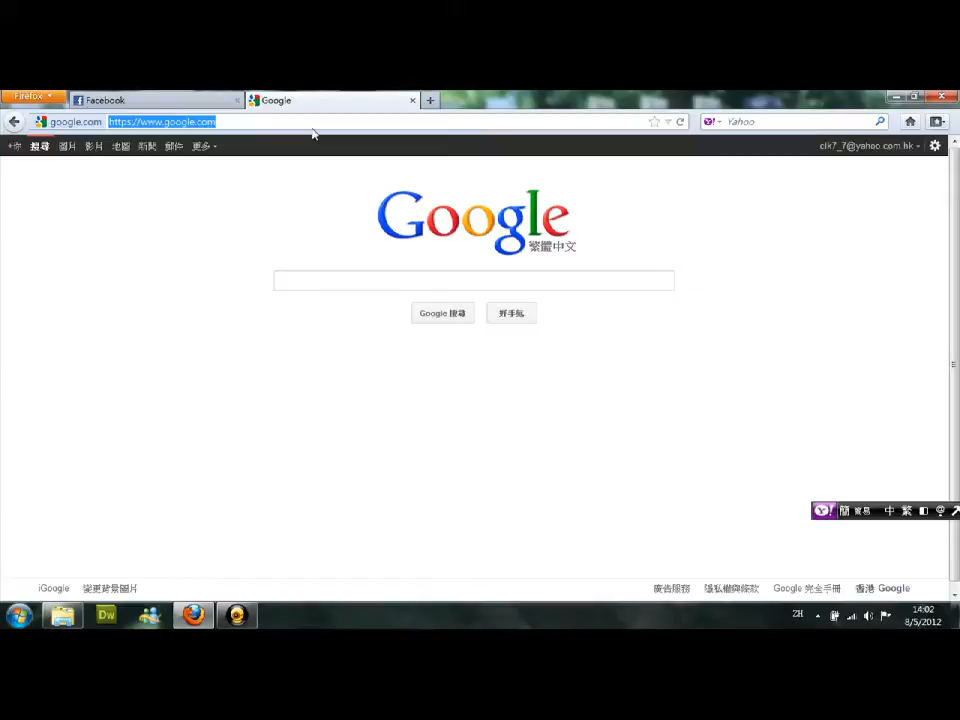 Firefox
Facebook
Google
google.com https://www.google.com
Yahoo
+你 搜尋 圖片 影片 地圖 新聞 郵件 更多
clk7_7@yahoo.com.hk
Google
繁體中文
Google 搜尋 好手氣
Y! 簡 中 繁
iGoogle 變更背景圖片
廣告服務 隱私權與條款 Google 完全手冊 香港 Google
Dw
ZH
14:02
8/5/2012